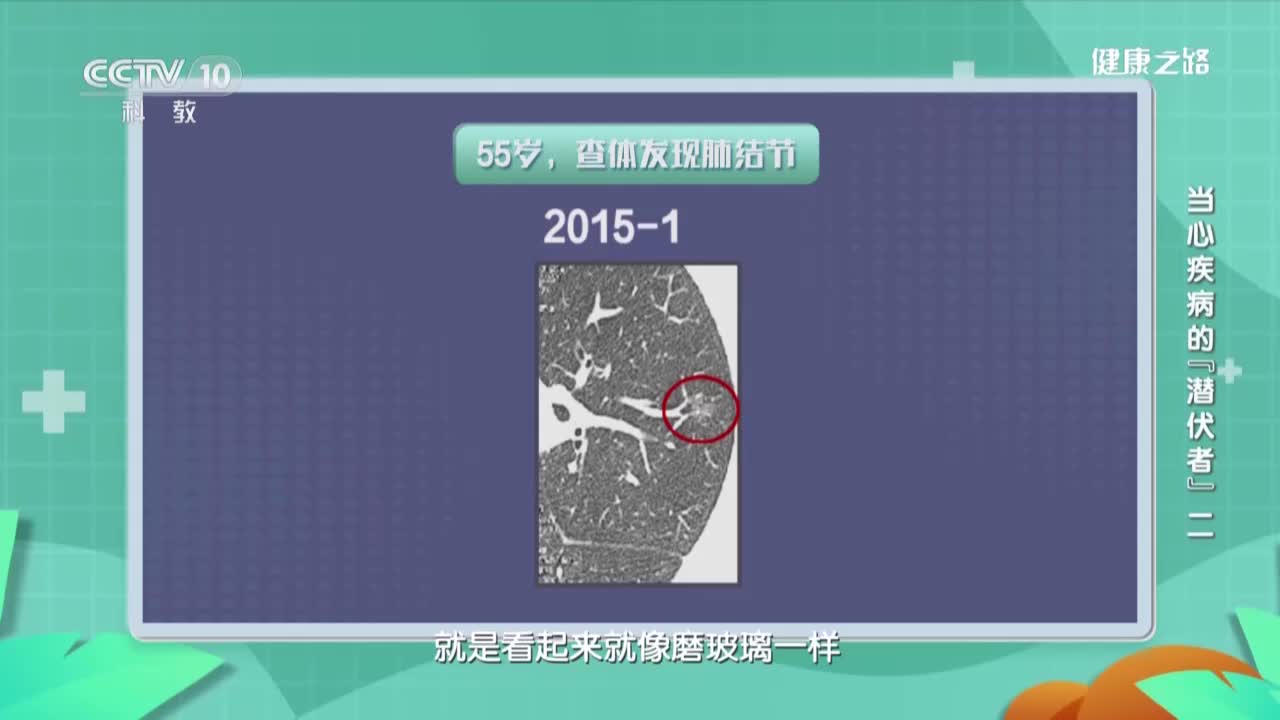 CCTV 10
科 教
健康之路
55岁，查体发现肺结节
2015-1
当心疾病的『潜伏者』二
就是看起来就像磨玻璃一样